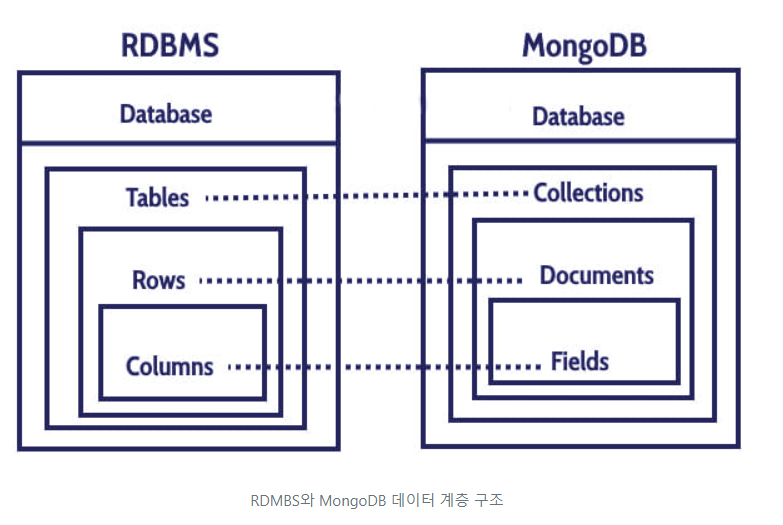 RDBMS
MongoDB
Database
Database
Tables
Collections
Rows
Documents
Columns
Fields
RDMBS와 MongoDB 데이터 계층 구조